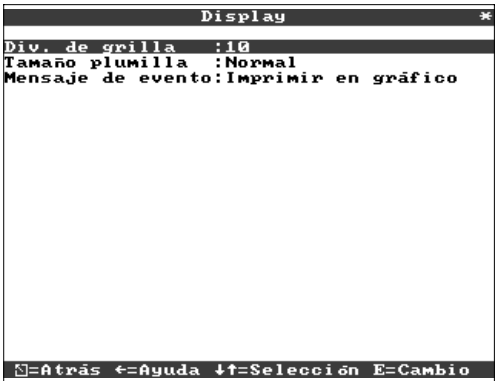 Display *
Div. de grilla :10
Tamaño plumilla :Normal
Mensaje de evento:Imprimir en gráfico
⍂=Atrás ←=Ayuda ↓↑=Selección E=Cambio